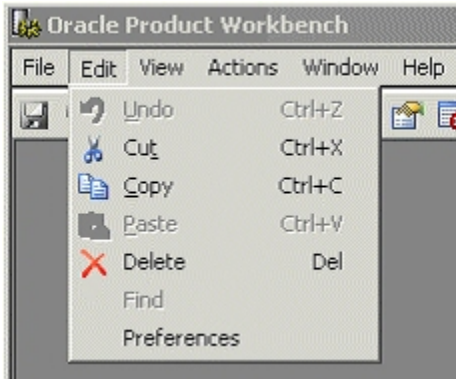 Oracle Product Workbench
File Edit View Actions Window Help
Undo Ctrl+Z
Cut Ctrl+X
Copy Ctrl+C
Paste Ctrl+V
Delete Del
Find
Preferences